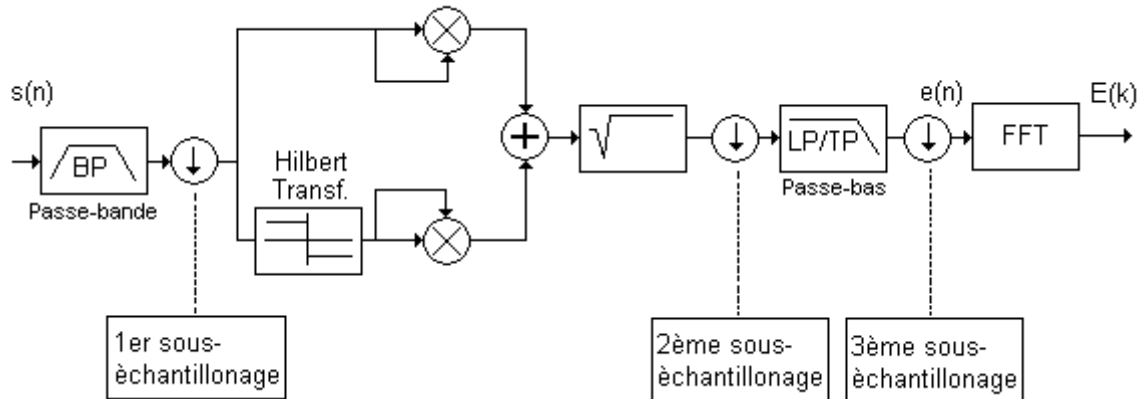 s(n)
BP
Passe-bande
Hilbert
Transf.
LP/TP
Passe-bas
e(n)
FFT
E(k)
1er sous-
èchantillonage
2ème sous-
èchantillonage
3ème sous-
èchantillonage